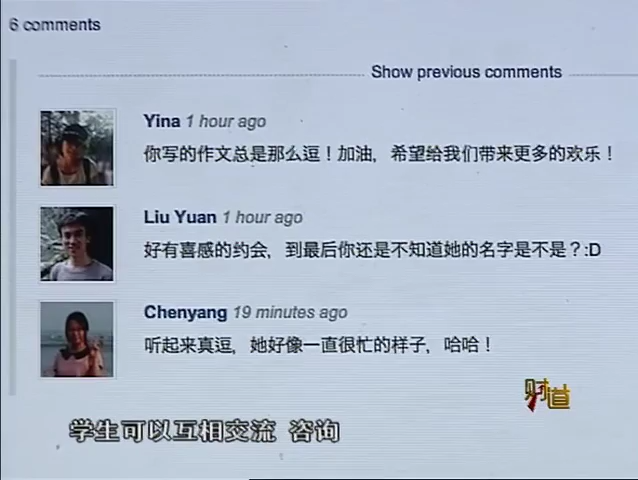 6 comments
Show previous comments
Yina 1 hour ago
你写的作文总是那么逗！加油，希望给我们带来更多的欢乐！
Liu Yuan 1 hour ago
好有喜感的约会，到最后你还是不知道她的名字是不是？:D
Chenyang 19 minutes ago
听起来真逗，她好像一直很忙的样子，哈哈！
财道
学生可以互相交流 咨询